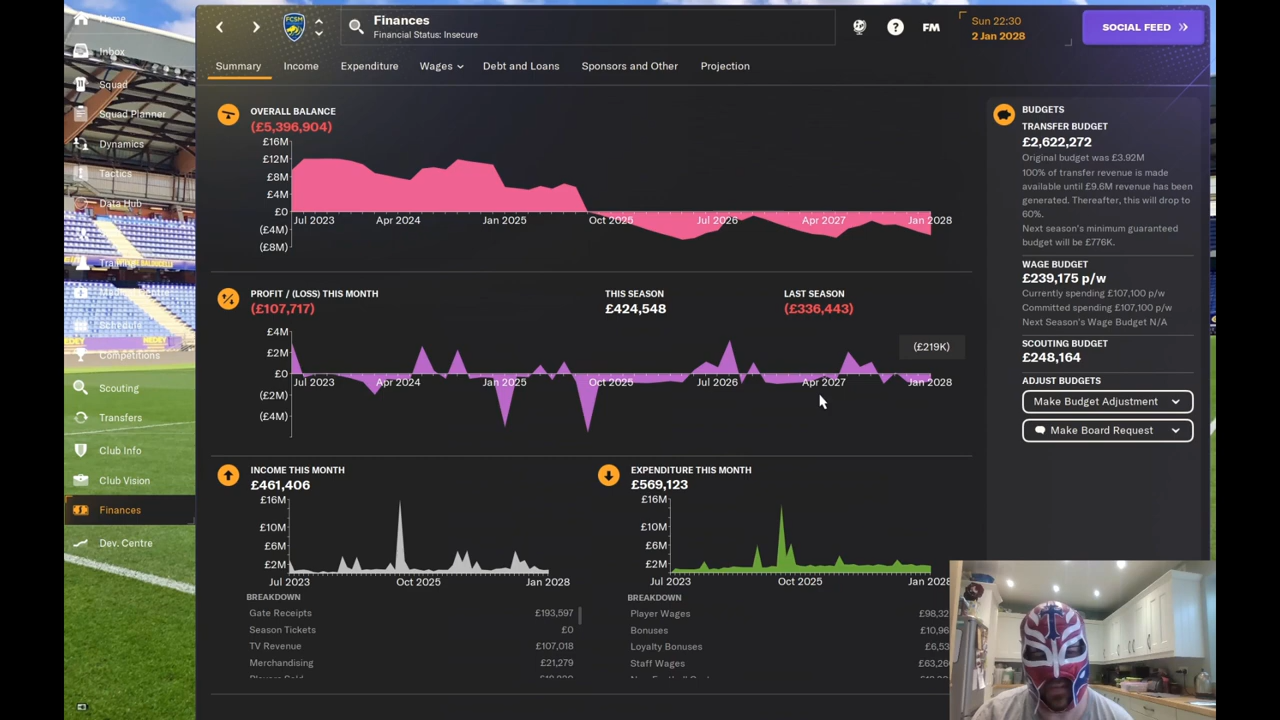 Home
Inbox
Squad
Squad Planner
Dynamics
Tactics
Data Hub
Schedule
Competitions
Scouting
Transfers
Club Info
Club Vision
Finances
Dev. Centre
FCSM
Finances
Financial Status: Insecure
?
FM
Sun 22:30
2 Jan 2028
SOCIAL FEED
Summary
Income
Expenditure
Wages
Debt and Loans
Sponsors and Other
Projection
OVERALL BALANCE
(£5,396,904)
£16M
£12M
£8M
£4M
£0
(£4M)
(£8M)
Jul 2023
Apr 2024
Jan 2025
Oct 2025
Jul 2026
Apr 2027
Jan 2028
PROFIT / (LOSS) THIS MONTH
(£107,717)
THIS SEASON
£424,548
LAST SEASON
(£336,443)
£4M
£2M
£0
(£2M)
(£4M)
(£219K)
Jul 2023
Apr 2024
Jan 2025
Oct 2025
Jul 2026
Apr 2027
Jan 2028
INCOME THIS MONTH
£461,406
£16M
£10M
£6M
£2M
Jul 2023
Oct 2025
Jan 2028
BREAKDOWN
Gate Receipts £193,597
Season Tickets £0
TV Revenue £107,018
Merchandising £21,279
EXPENDITURE THIS MONTH
£569,123
£16M
£10M
£6M
£2M
Jul 2023
Oct 2025
Jan 2028
BREAKDOWN
Player Wages £98,32
Bonuses £10,96
Loyalty Bonuses £6,53
Staff Wages £63,26
BUDGETS
TRANSFER BUDGET
£2,622,272
Original budget was £3.92M
100% of transfer revenue is made
available until £9.6M revenue has been
generated. Thereafter, this will drop to
60%.
Next season's minimum guaranteed
budget will be £776K.
WAGE BUDGET
£239,175 p/w
Currently spending £107,100 p/w
Committed spending £107,100 p/w
Next Season's Wage Budget N/A
SCOUTING BUDGET
£248,164
ADJUST BUDGETS
Make Budget Adjustment
Make Board Request